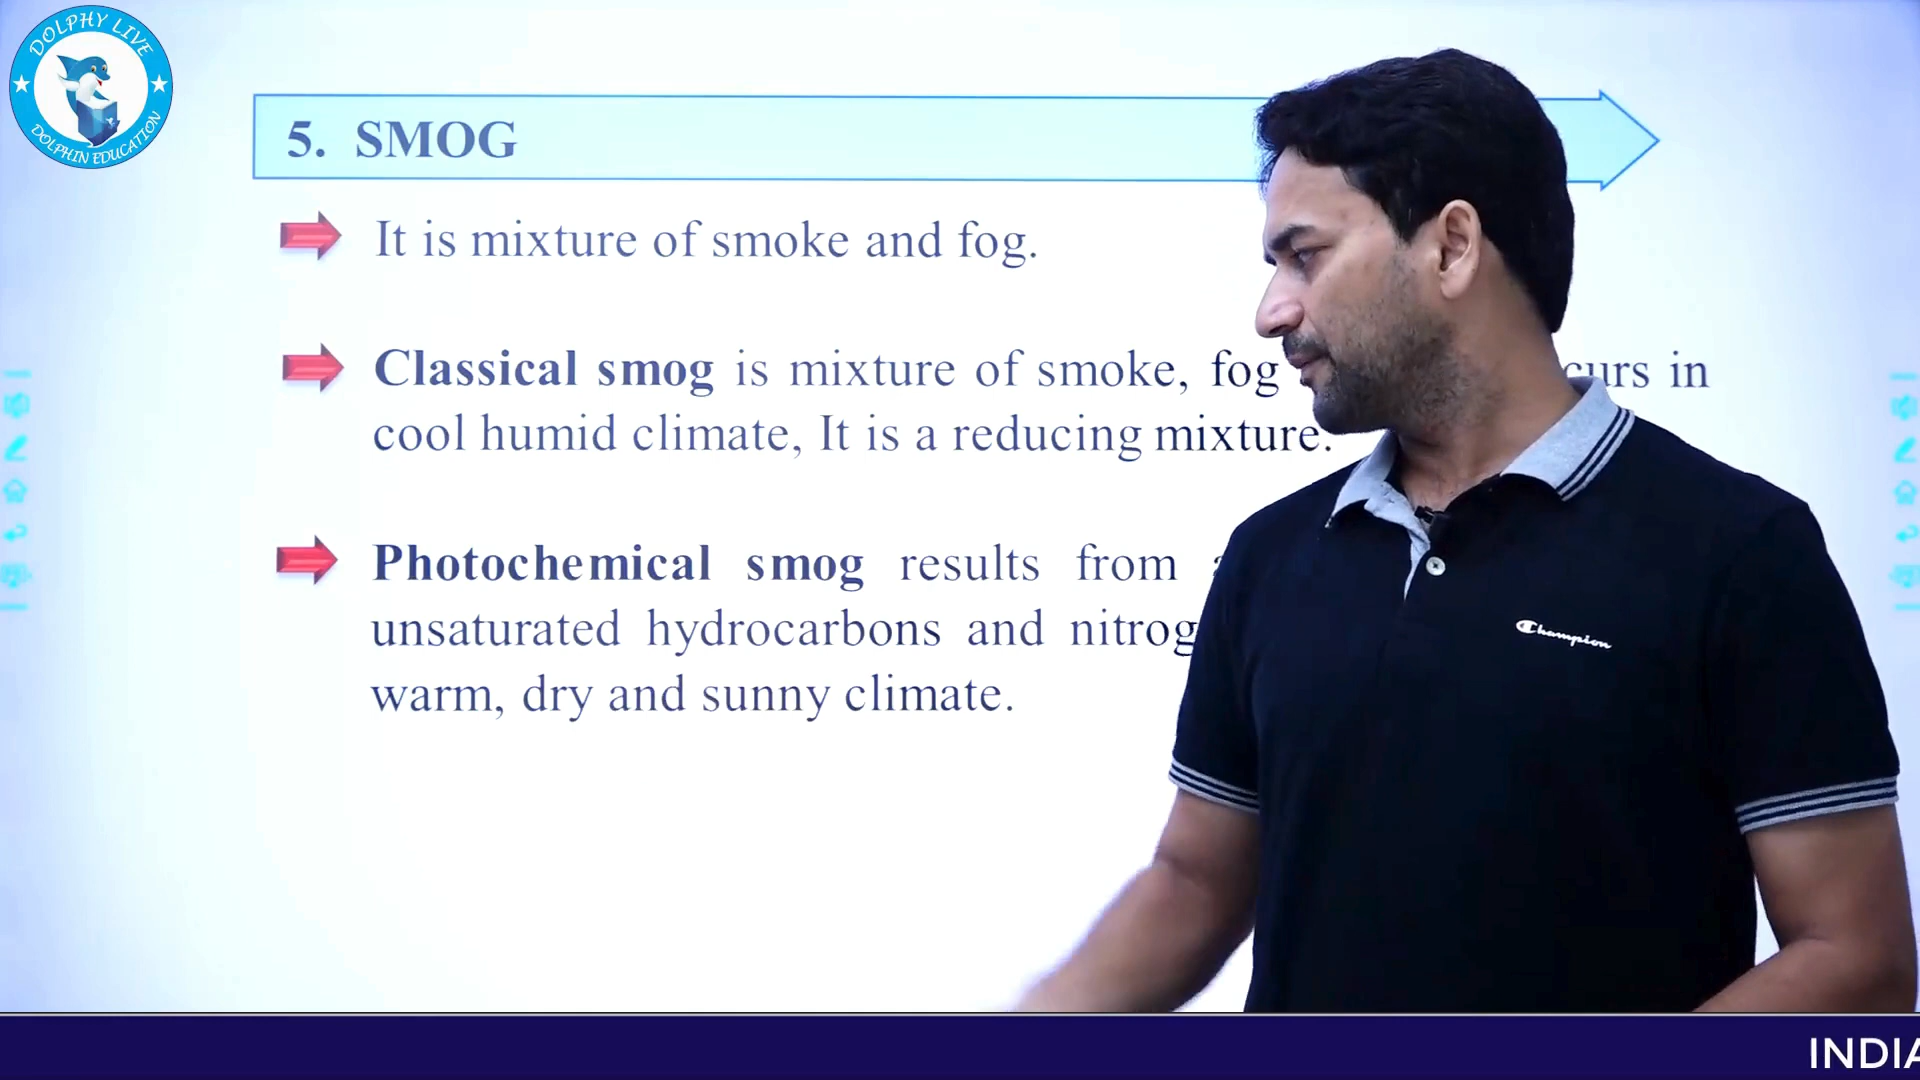 DOLPHY LIVE
DOLPHIN EDUCATION
5. SMOG
It is mixture of smoke and fog.
Classical smog is mixture of smoke, fog in
cool humid climate, It is a reducing mixture.
Photochemical smog results from
unsaturated hydrocarbons and
warm, dry and sunny climate.
Champion
INDIA